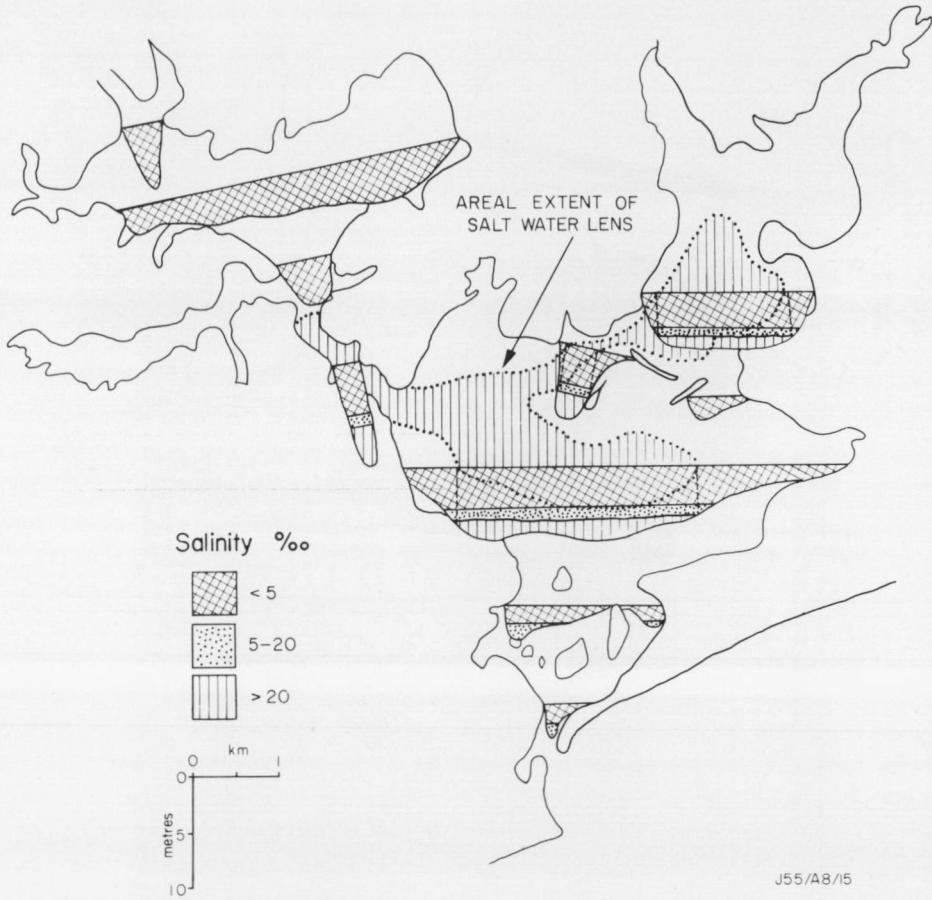 AREAL EXTENT OF
SALT WATER LENS
Salinity %oo
< 5
5-20
> 20
km
0 1
0
5
10
metres
J55/A8/15